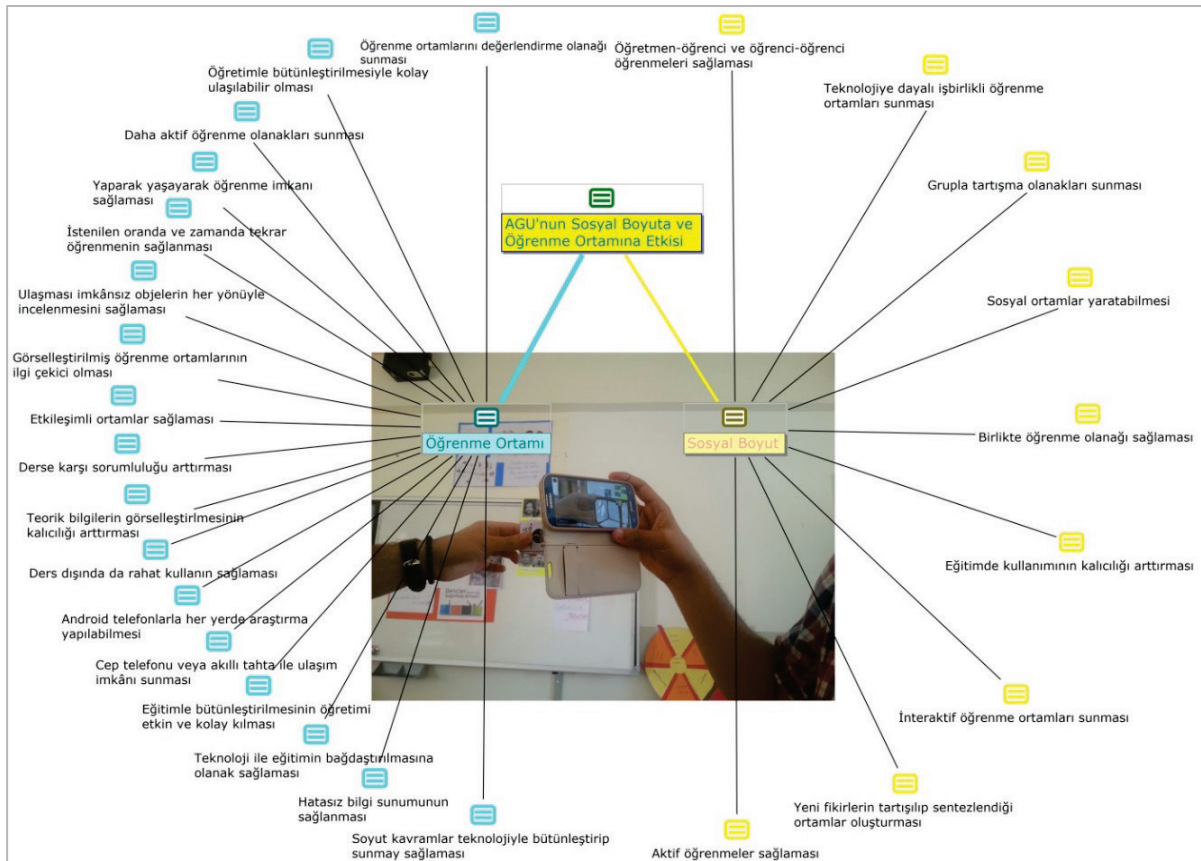 Öğrenme ortamlarını değerlendirme olanağı
sunması
Öğretimle bütünleştirilmesiyle kolay
ulaşılabilir olması
Daha aktif öğrenme olanakları sunması
Yaparak yaşayarak öğrenme imkanı
sağlaması
İstenilen oranda ve zamanda tekrar
öğrenmenin sağlanması
Ulaşması imkânsız objelerin her yönüyle
incelenmesini sağlaması
Görselleştirilmiş öğrenme ortamlarının
ilgi çekici olması
Etkileşimli ortamlar sağlaması
Derse karşı sorumluluğu arttırması
Teorik bilgilerin görselleştirilmesinin
kalıcılığı arttırması
Ders dışında da rahat kullanın sağlaması
Android telefonlarla her yerde araştırma
yapılabilmesi
Cep telefonu veya akıllı tahta ile ulaşım
imkânı sunması
Eğitimle bütünleştirilmesinin öğretimi
etkin ve kolay kılması
Teknoloji ile eğitimin bağdaştırılmasına
olanak sağlaması
Hatasız bilgi sunumunun
sağlanması
Soyut kavramlar teknolojiyle bütünleştirip
sunmay sağlaması
AGU'nun Sosyal Boyuta ve
Öğrenme Ortamına Etkisi
Öğrenme Ortamı
Sosyal Boyut
Öğretmen-öğrenci ve öğrenci-öğrenci
öğrenmeleri sağlaması
Teknolojiye dayalı işbirlikli öğrenme
ortamları sunması
Grupla tartışma olanakları sunması
Sosyal ortamlar yaratabilmesi
Birlikte öğrenme olanağı sağlaması
Eğitimde kullanımının kalıcılığı arttırması
İnteraktif öğrenme ortamları sunması
Yeni fikirlerin tartışılıp sentezlendiği
ortamlar oluşturması
Aktif öğrenmeler sağlaması